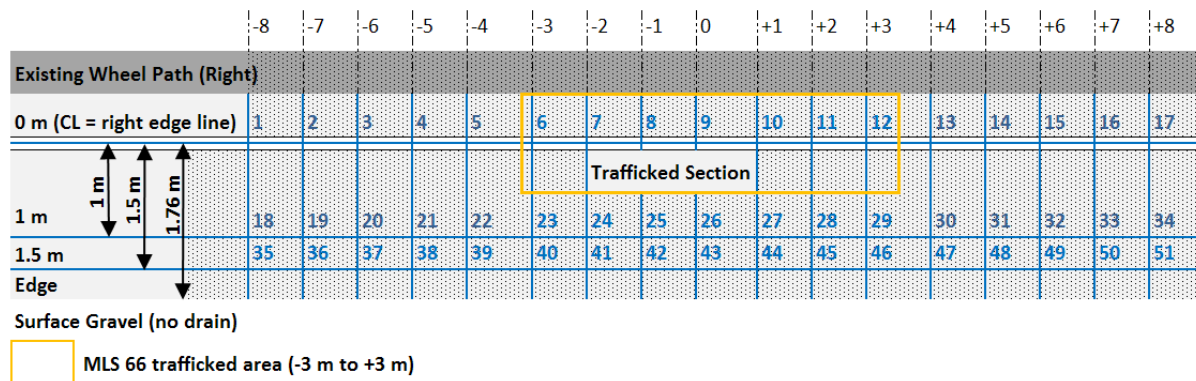 -8 -7 -6 -5 -4 -3 -2 -1 0 +1 +2 +3 +4 +5 +6 +7 +8
Existing Wheel Path (Right)
0 m (CL = right edge line) 1 2 3 4 5 6 7 8 9 10 11 12 13 14 15 16 17
Trafficked Section
1 m 1.5 m 1.76 m
1 m 18 19 20 21 22 23 24 25 26 27 28 29 30 31 32 33 34
1.5 m 35 36 37 38 39 40 41 42 43 44 45 46 47 48 49 50 51
Edge
Surface Gravel (no drain)
MLS 66 trafficked area (-3 m to +3 m)